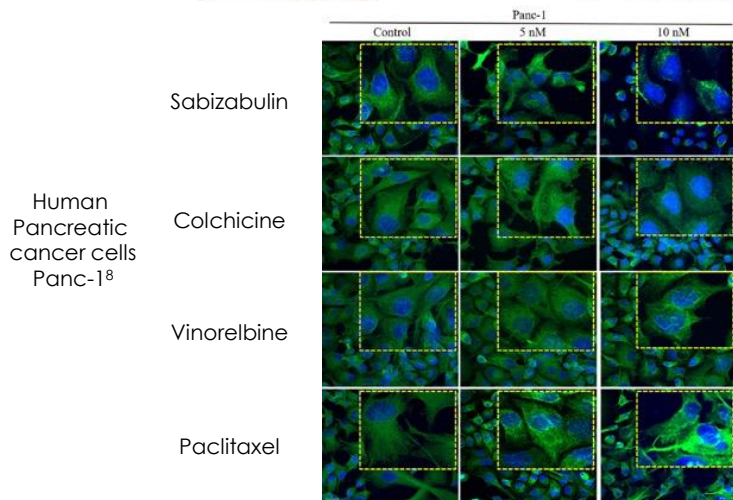 Panc-1
Control 5 nM 10 nM
Sabizabulin
Human
Pancreatic
cancer cells
Panc-1⁸
Colchicine
Vinorelbine
Paclitaxel